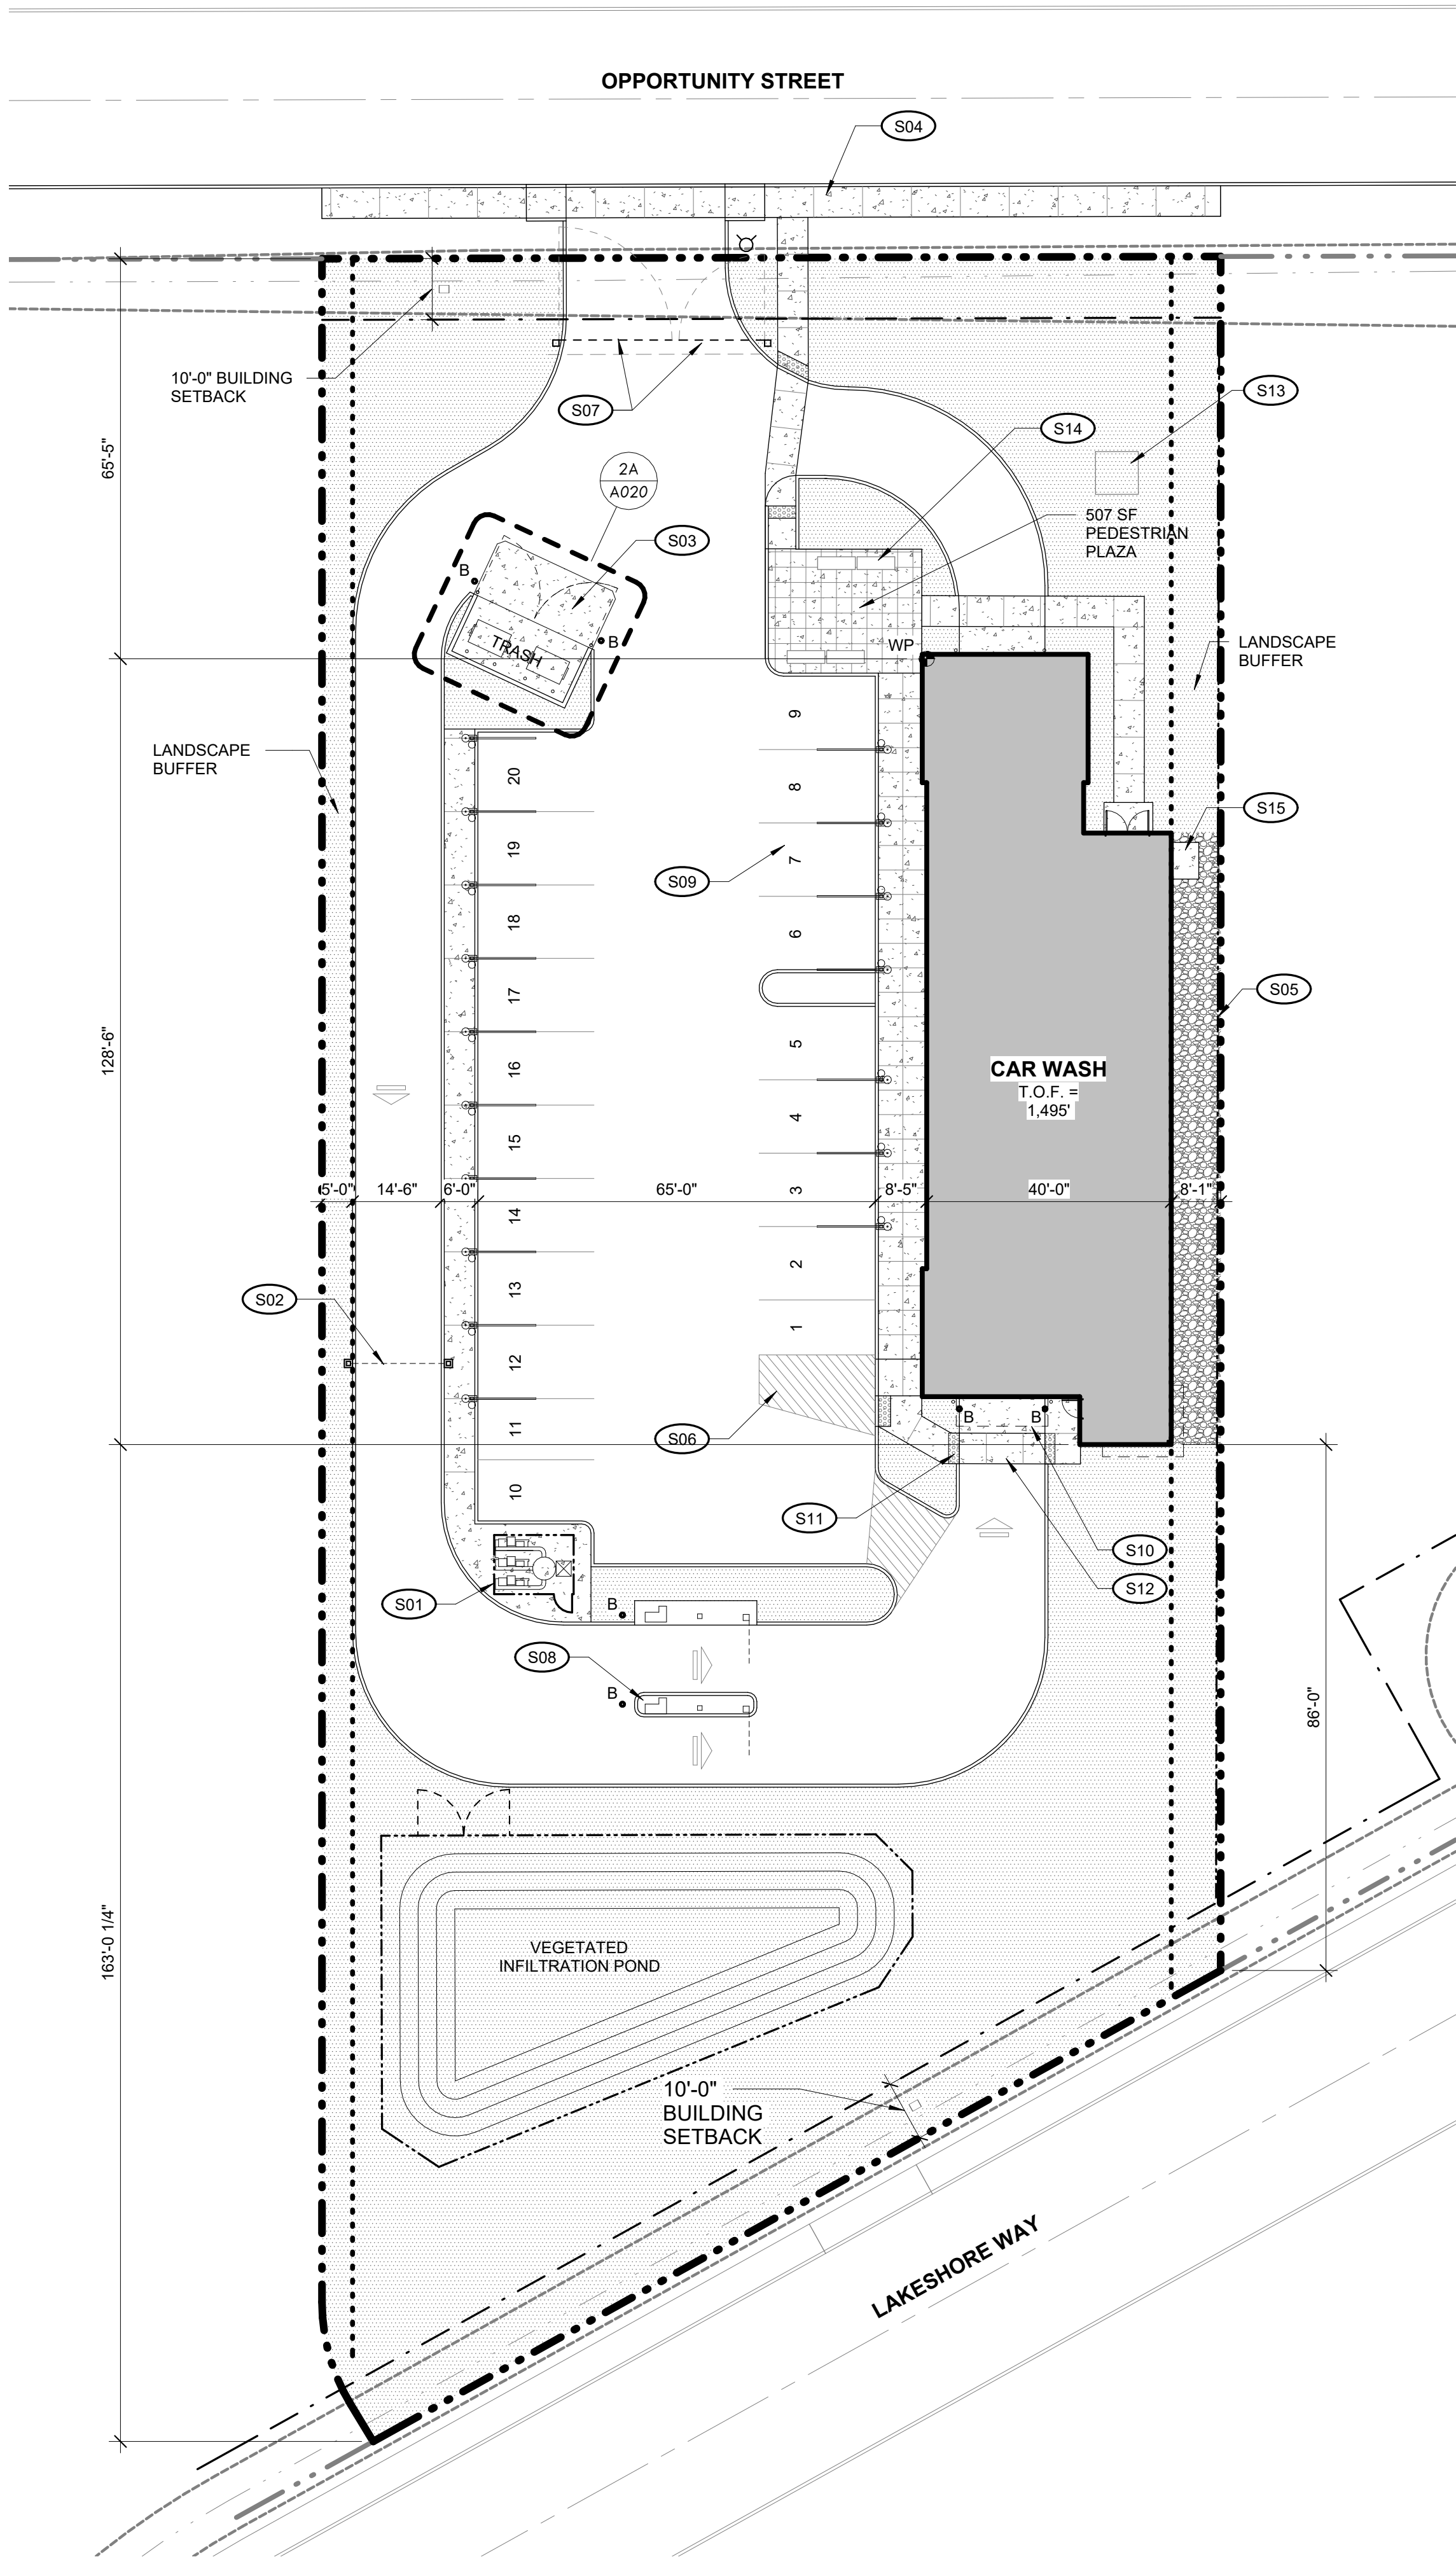 OPPORTUNITY STREET
S04
10'-0" BUILDING
SETBACK
S07
S13
S14
65'-5"
2A
A020
S03
507 SF
PEDESTRIAN
PLAZA
B
B
TRASH
WP
LANDSCAPE
BUFFER
LANDSCAPE
BUFFER
9
8
7
6
5
4
3
2
1
20
19
18
17
16
15
14
13
12
11
10
S09
S15
S05
128'-6"
CAR WASH
T.O.F. =
1,495'
5'-0"
14'-6"
6'-0"
65'-0"
8'-5"
40'-0"
8'-1"
S02
S06
B
B
S11
S10
S12
S01
B
S08
B
86'-0"
163'-0 1/4"
VEGETATED
INFILTRATION POND
10'-0"
BUILDING
SETBACK
LAKESHORE WAY